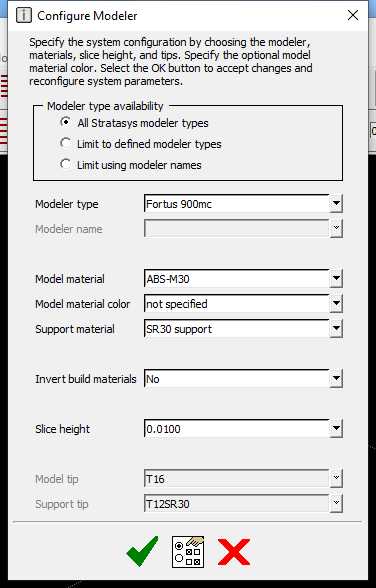 Configure Modeler
Specify the system configuration by choosing the modeler,
materials, slice height, and tips. Specify the optional model
material color. Select the OK button to accept changes and
reconfigure system parameters.
Modeler type availability
All Stratasys modeler types
Limit to defined modeler types
Limit using modeler names
Modeler type Fortus 900mc
Modeler name
Model material ABS-M30
Model material color not specified
Support material SR30 support
Invert build materials No
Slice height 0.0100
Model tip T16
Support tip T12SR30